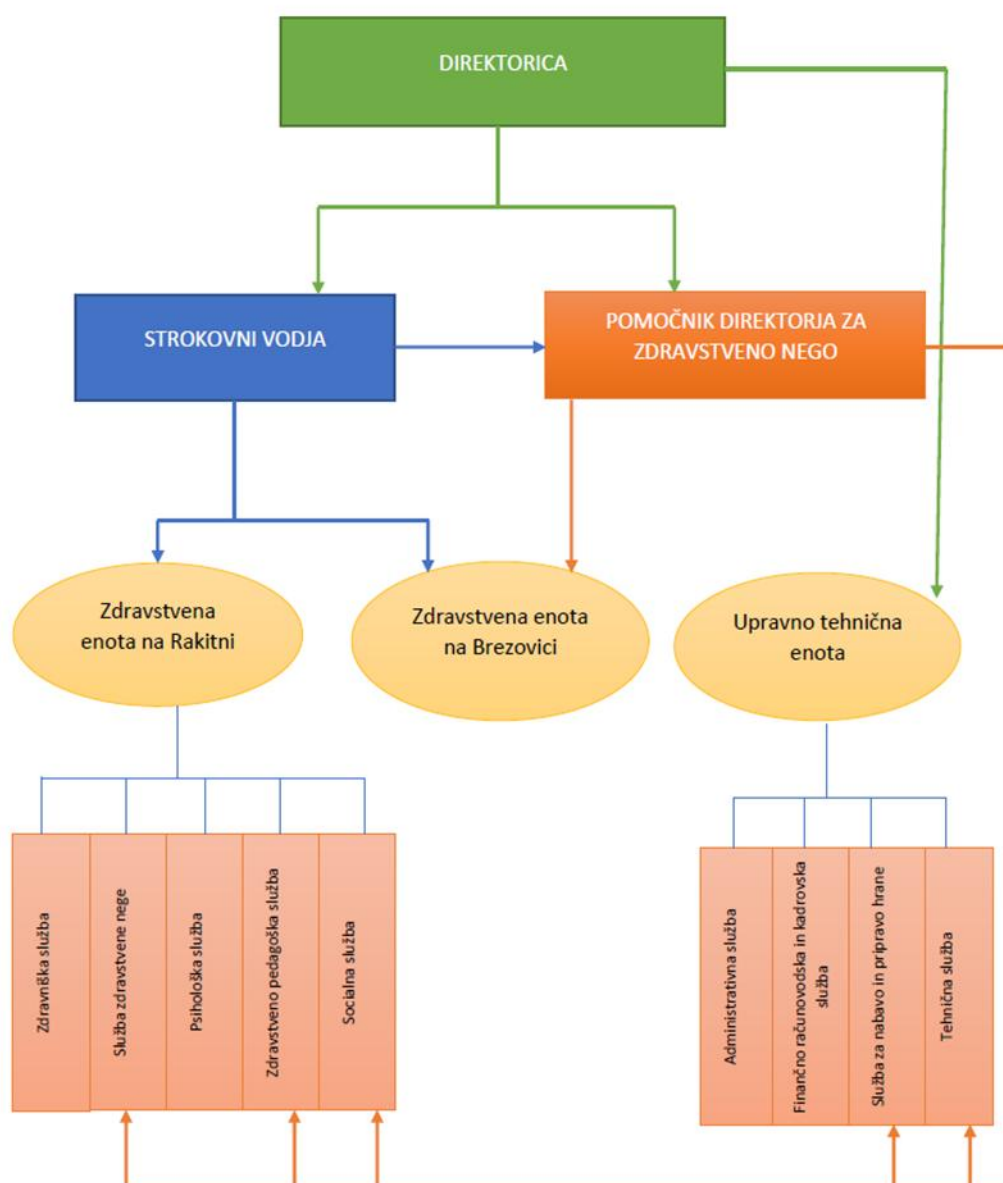 DIREKTORICA
STROKOVNI VODJA
POMOČNIK DIREKTORJA ZA
ZDRAVSTVENO NEGO
Zdravstvena
enota na Rakitni
Zdravstvena enota
na Brezovici
Upravno tehnična
enota
Zdravniška služba
Služba zdravstvene nege
Psihološka služba
Zdravstveno pedagoška služba
Socialna služba
Administrativna služba
Finančno računovodska in kadrovska
služba
Služba za nabavo in pripravo hrane
Tehnična služba